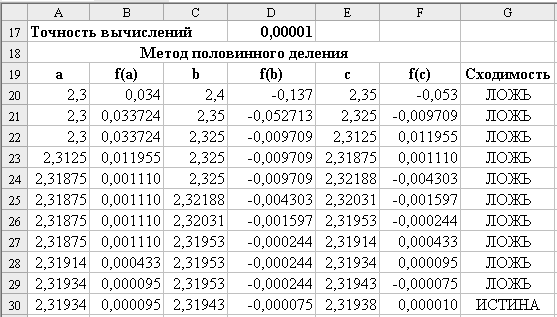 A B C D E F G
17 Точность вычислений 0,00001
18 Метод половинного деления
19 a f(a) b f(b) c f(c) Сходимость
20 2,3 0,034 2,4 -0,137 2,35 -0,053 ЛОЖЬ
21 2,3 0,033724 2,35 -0,052713 2,325 -0,009709 ЛОЖЬ
22 2,3 0,033724 2,325 -0,009709 2,3125 0,011955 ЛОЖЬ
23 2,3125 0,011955 2,325 -0,009709 2,31875 0,001110 ЛОЖЬ
24 2,31875 0,001110 2,325 -0,009709 2,32188 -0,004303 ЛОЖЬ
25 2,31875 0,001110 2,32188 -0,004303 2,32031 -0,001597 ЛОЖЬ
26 2,31875 0,001110 2,32031 -0,001597 2,31953 -0,000244 ЛОЖЬ
27 2,31875 0,001110 2,31953 -0,000244 2,31914 0,000433 ЛОЖЬ
28 2,31914 0,000433 2,31953 -0,000244 2,31934 0,000095 ЛОЖЬ
29 2,31934 0,000095 2,31953 -0,000244 2,31943 -0,000075 ЛОЖЬ
30 2,31934 0,000095 2,31943 -0,000075 2,31938 0,000010 ИСТИНА